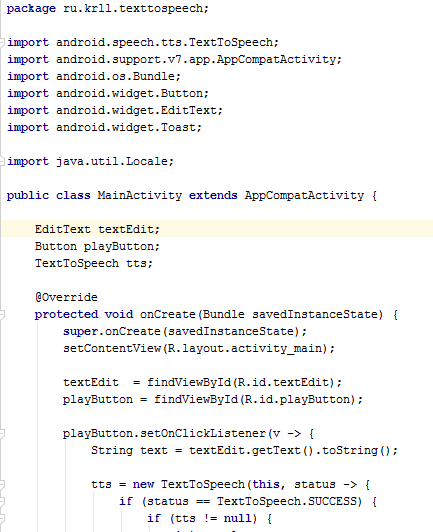 package ru.krll.texttospeech;
import android.speech.tts.TextToSpeech;
import android.support.v7.app.AppCompatActivity;
import android.os.Bundle;
import android.widget.Button;
import android.widget.EditText;
import android.widget.Toast;
import java.util.Locale;
public class MainActivity extends AppCompatActivity {
EditText textEdit;
Button playButton;
TextToSpeech tts;
@Override
protected void onCreate(Bundle savedInstanceState) {
super.onCreate(savedInstanceState);
setContentView(R.layout.activity_main);
textEdit  = findViewById(R.id.textEdit);
playButton = findViewById(R.id.playButton);
playButton.setOnClickListener(v -> {
String text = textEdit.getText().toString();
tts = new TextToSpeech(this, status -> {
if (status == TextToSpeech.SUCCESS) {
if (tts != null) {